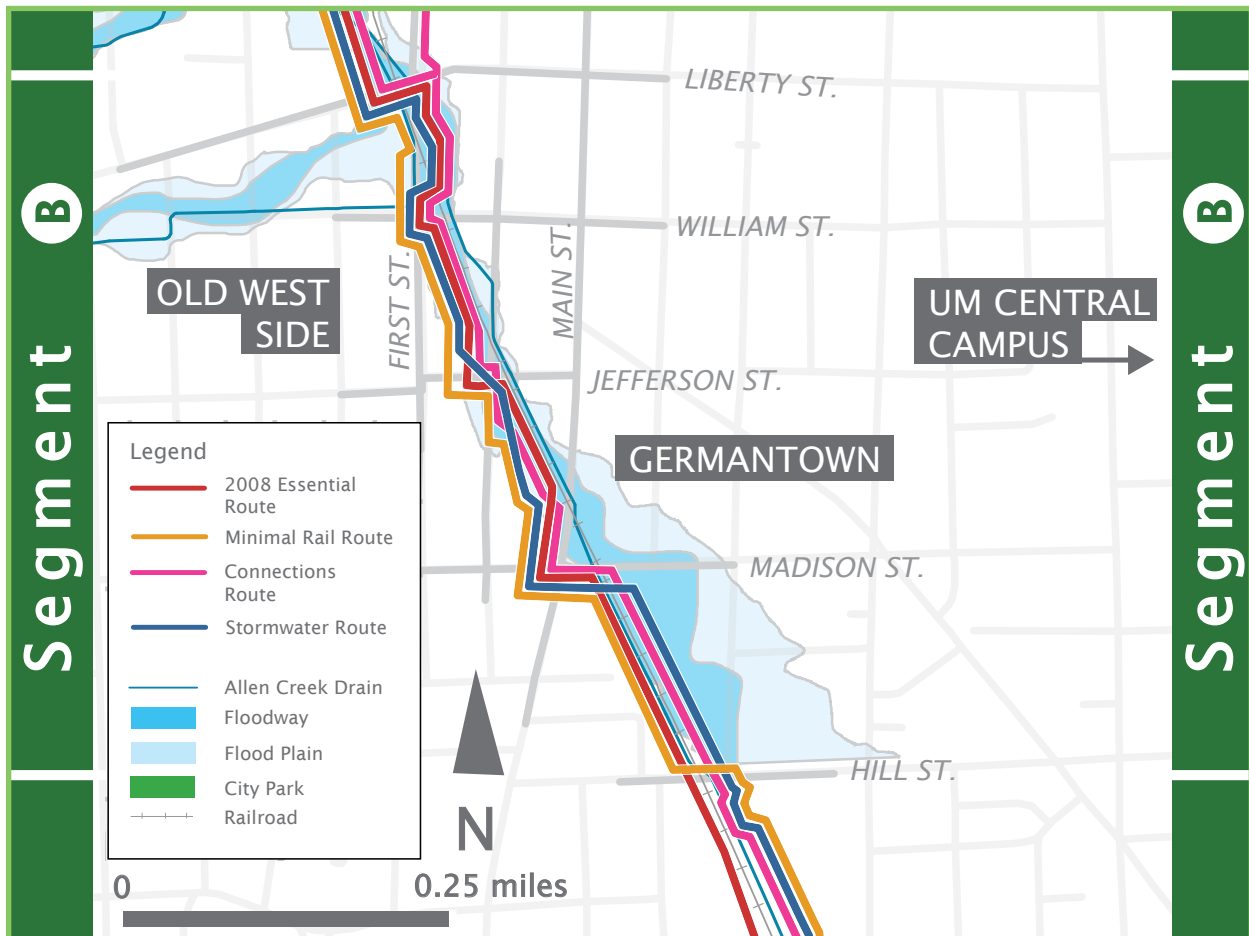 Segment B
LIBERTY ST.
WILLIAM ST.
OLD WEST
SIDE
FIRST ST.
MAIN ST.
UM CENTRAL
CAMPUS
JEFFERSON ST.
GERMANTOWN
MADISON ST.
HILL ST.
Legend
2008 Essential
Route
Minimal Rail Route
Connections
Route
Stormwater Route
Allen Creek Drain
Floodway
Flood Plain
City Park
Railroad
N
0
0.25 miles
Segment B